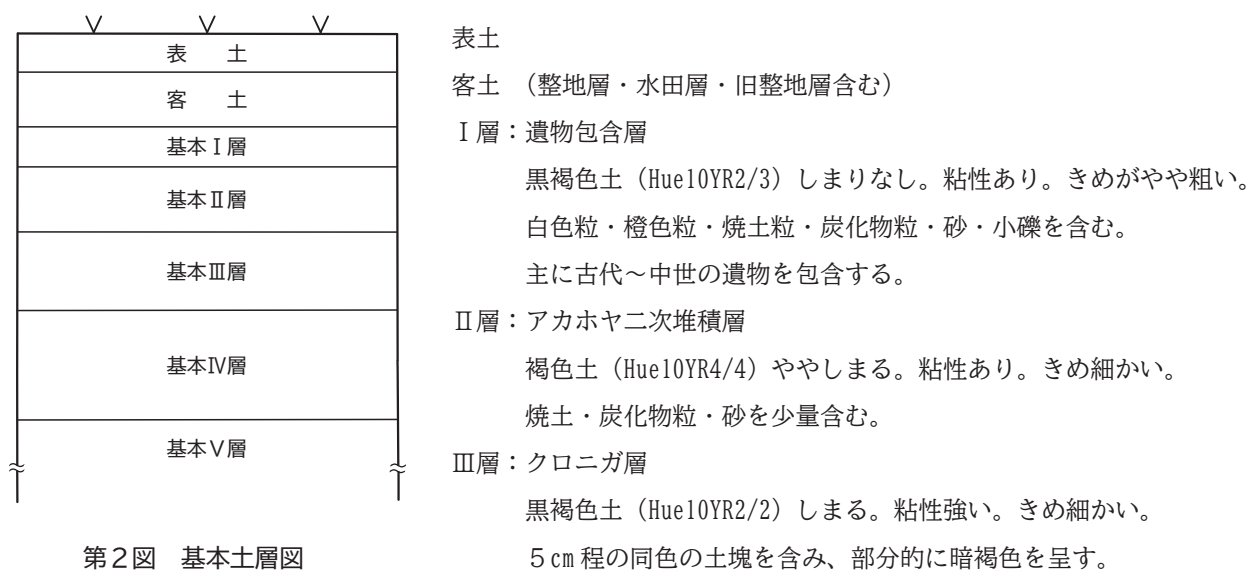 表　土
客　土
基本Ⅰ層
基本Ⅱ層
基本Ⅲ層
基本Ⅳ層
基本Ⅴ層
第２図　基本土層図
表土
客土　（整地層・水田層・旧整地層含む）
Ⅰ層：遺物包含層
黒褐色土（Hue10YR2/3）しまりなし。粘性あり。きめがやや粗い。
白色粒・橙色粒・焼土粒・炭化物粒・砂・小礫を含む。
主に古代～中世の遺物を包含する。
Ⅱ層：アカホヤ二次堆積層
褐色土（Hue10YR4/4）ややしまる。粘性あり。きめ細かい。
焼土・炭化物粒・砂を少量含む。
Ⅲ層：クロニガ層
黒褐色土（Hue10YR2/2）しまる。粘性強い。きめ細かい。
５cm 程の同色の土塊を含み、部分的に暗褐色を呈す。